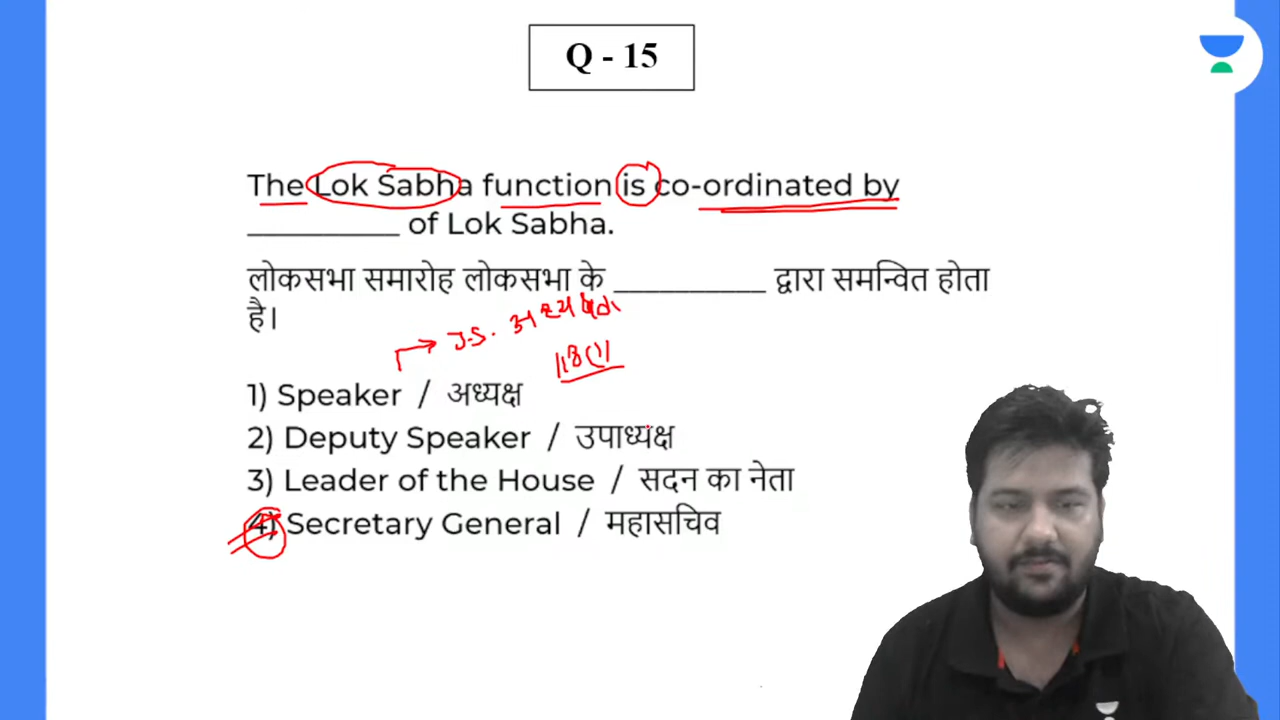 Q - 15
The Lok Sabha function is co-ordinated by
__________ of Lok Sabha.
लोकसभा समारोह लोकसभा के __________ द्वारा समन्वित होता
है।
1) Speaker / अध्यक्ष
2) Deputy Speaker / उपाध्यक्ष
3) Leader of the House / सदन का नेता
4) Secretary General / महासचिव